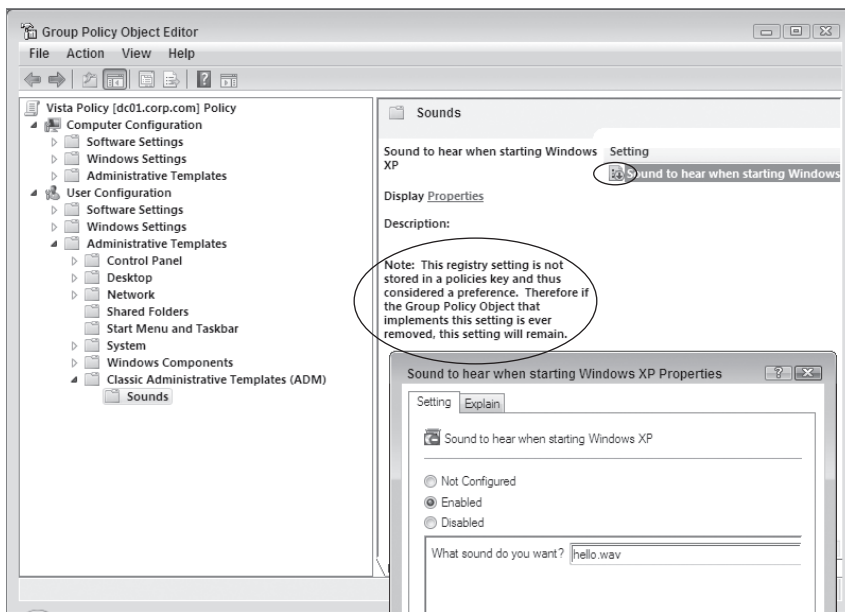 Group Policy Object Editor
File Action View Help
Vista Policy [dc01.corp.com] Policy
Computer Configuration
Software Settings
Windows Settings
Administrative Templates
User Configuration
Software Settings
Windows Settings
Administrative Templates
Control Panel
Desktop
Network
Shared Folders
Start Menu and Taskbar
System
Windows Components
Classic Administrative Templates (ADM)
Sounds
Sounds
Sound to hear when starting Windows
XP
Display Properties
Description:
Note: This registry setting is not
stored in a policies key and thus
considered a preference. Therefore if
the Group Policy Object that
implements this setting is ever
removed, this setting will remain.
Setting
Sound to hear when starting Windows
Sound to hear when starting Windows XP Properties
Setting Explain
Sound to hear when starting Windows XP
Not Configured
Enabled
Disabled
What sound do you want? hello.wav